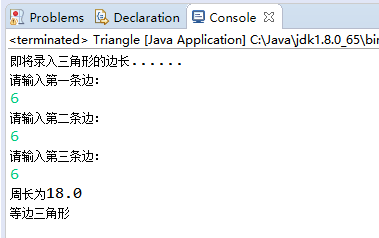 Problems Declaration Console
<terminated> Triangle [Java Application] C:\Java\jdk1.8.0_65\bin
即将录入三角形的边长......
请输入第一条边：
6
请输入第二条边：
6
请输入第三条边：
6
周长为18.0
等边三角形